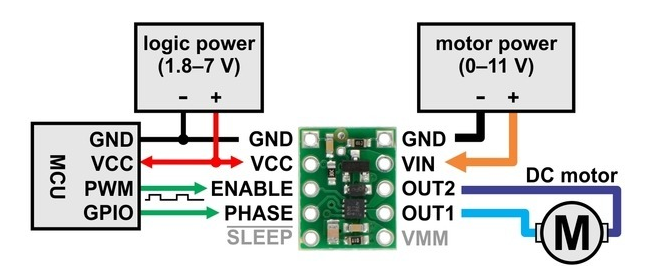 logic power
(1.8–7 V)
- +
motor power
(0–11 V)
- +
MCU
GND
VCC
PWM
GPIO
GND
VCC
ENABLE
PHASE
SLEEP
GND
VIN
OUT2
OUT1
VMM
DC motor
M